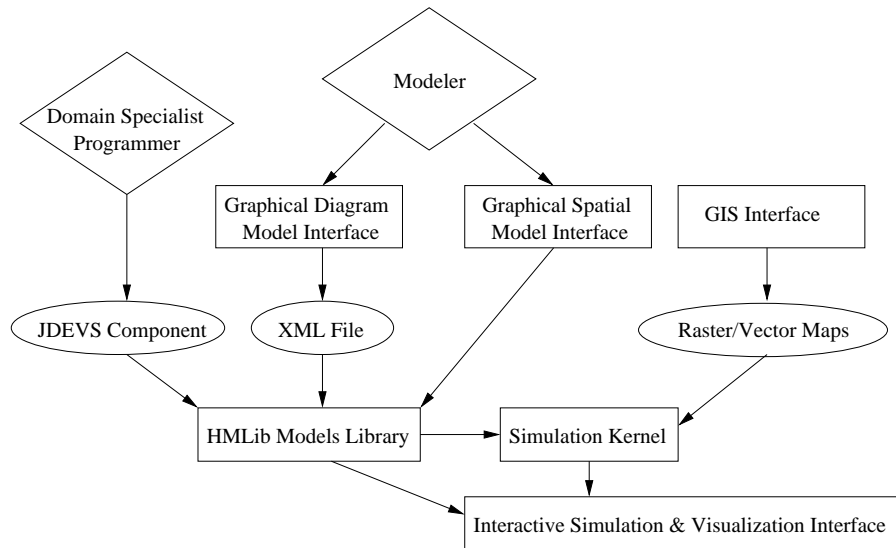 Modeler
Domain Specialist
Programmer
Graphical Diagram
Model Interface
Graphical Spatial
Model Interface
GIS Interface
JDEVS Component
XML File
Raster/Vector Maps
HMLib Models Library
Simulation Kernel
Interactive Simulation & Visualization Interface